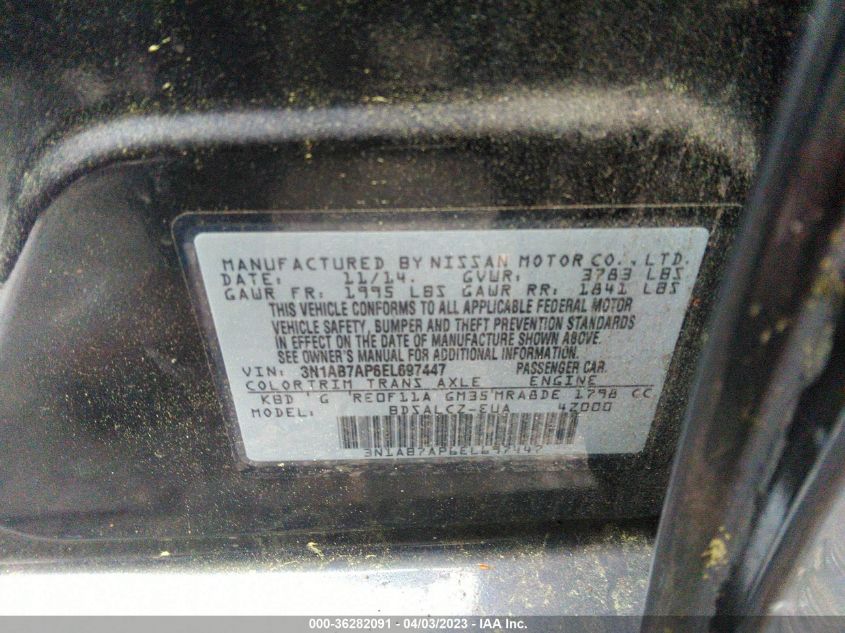 MANUFACTURED BY NISSAN MOTOR CO., LTD.
DATE: 11/14. GVWR: 3783 LBS
GAWR FR: 1995 LBS GAWR RR: 1841 LBS
THIS VEHICLE CONFORMS TO ALL APPLICABLE FEDERAL MOTOR
VEHICLE SAFETY, BUMPER AND THEFT PREVENTION STANDARDS
IN EFFECT ON THE DATE OF MANUFACTURE SHOWN ABOVE.
SEE OWNER'S MANUAL FOR ADDITIONAL INFORMATION.
VIN: 3N1AB7AP6EL697447 PASSENGER CAR.
COLORTRIM TRANS AXLE ENGINE
KBD G RE0F11A GM35 MRA8DE 1798 CC
MODEL: BDSALCZ-EUA 4Z000
3N1AB7AP6EL697447
000-36282091 - 04/03/2023 - IAA Inc.